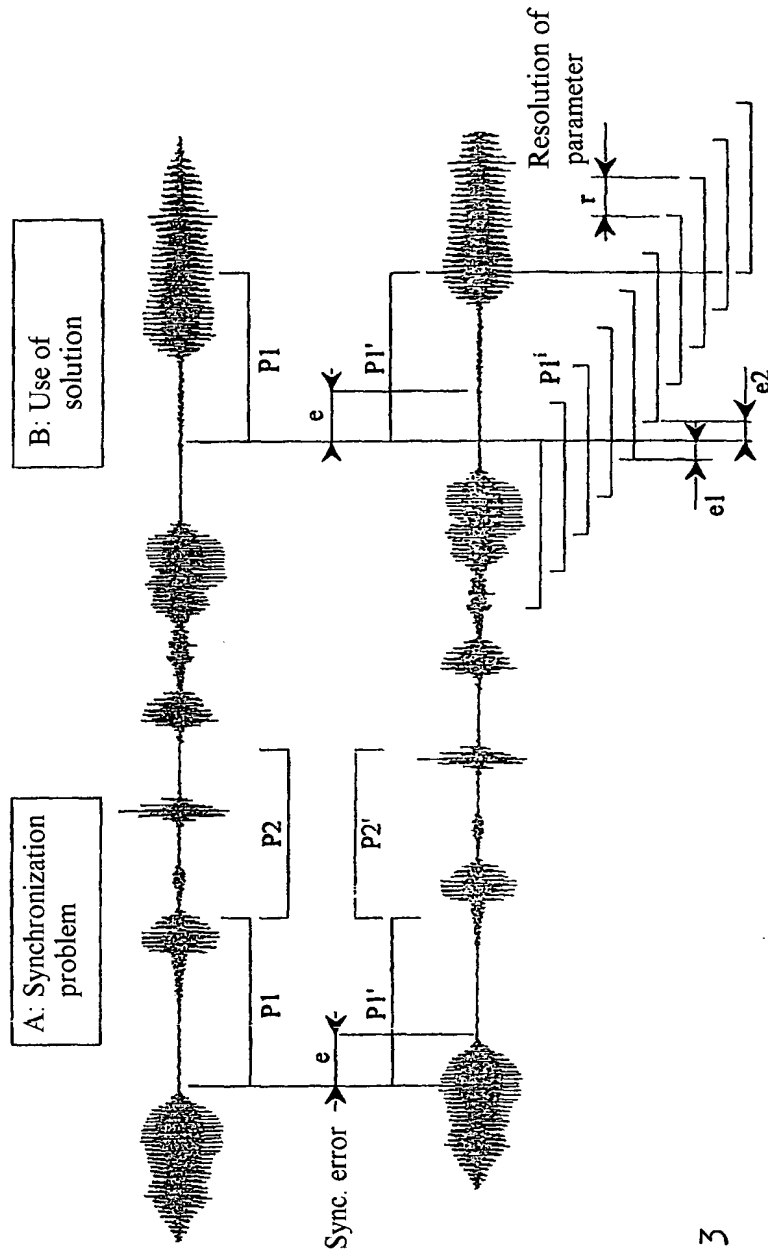 A: Synchronization
problem
B: Use of
solution
P1
P2
P1
Sync. error
e
e
P1'
P2'
P1'
P1ⁱ
Resolution of
parameter
r
e1
e2
3